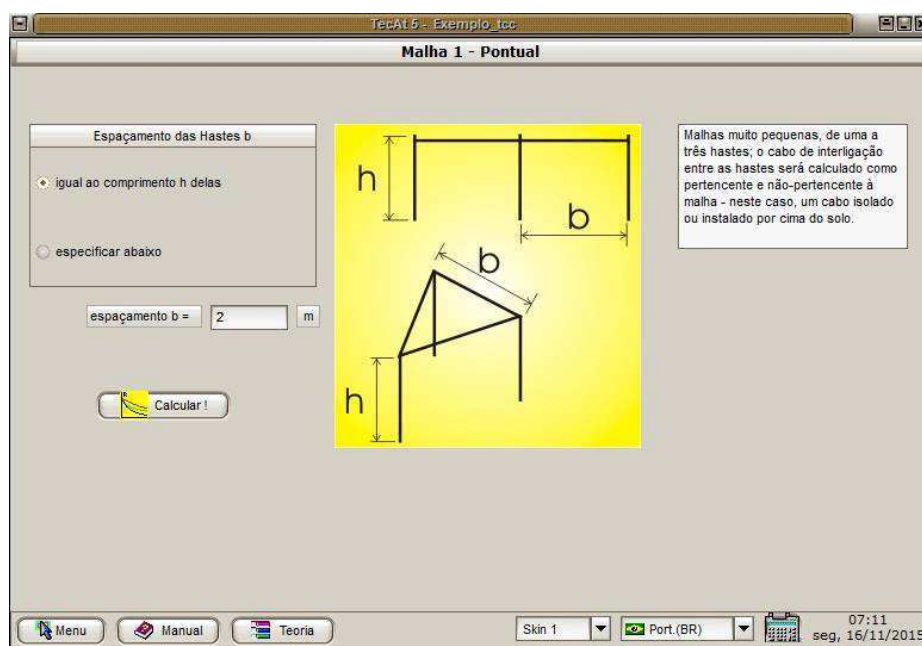 TecAt 5 - Exemplo_tcc
Malha 1 - Pontual
Espaçamento das Hastes b
igual ao comprimento h delas
especificar abaixo
espaçamento b =
2
m
Calcular !
h
b
b
h
Malhas muito pequenas, de uma a
três hastes; o cabo de interligação
entre as hastes será calculado como
pertencente e não-pertencente à
malha - neste caso, um cabo isolado
ou instalado por cima do solo.
Menu
Manual
Teoria
Skin 1
Port.(BR)
07:11
seg, 16/11/2015